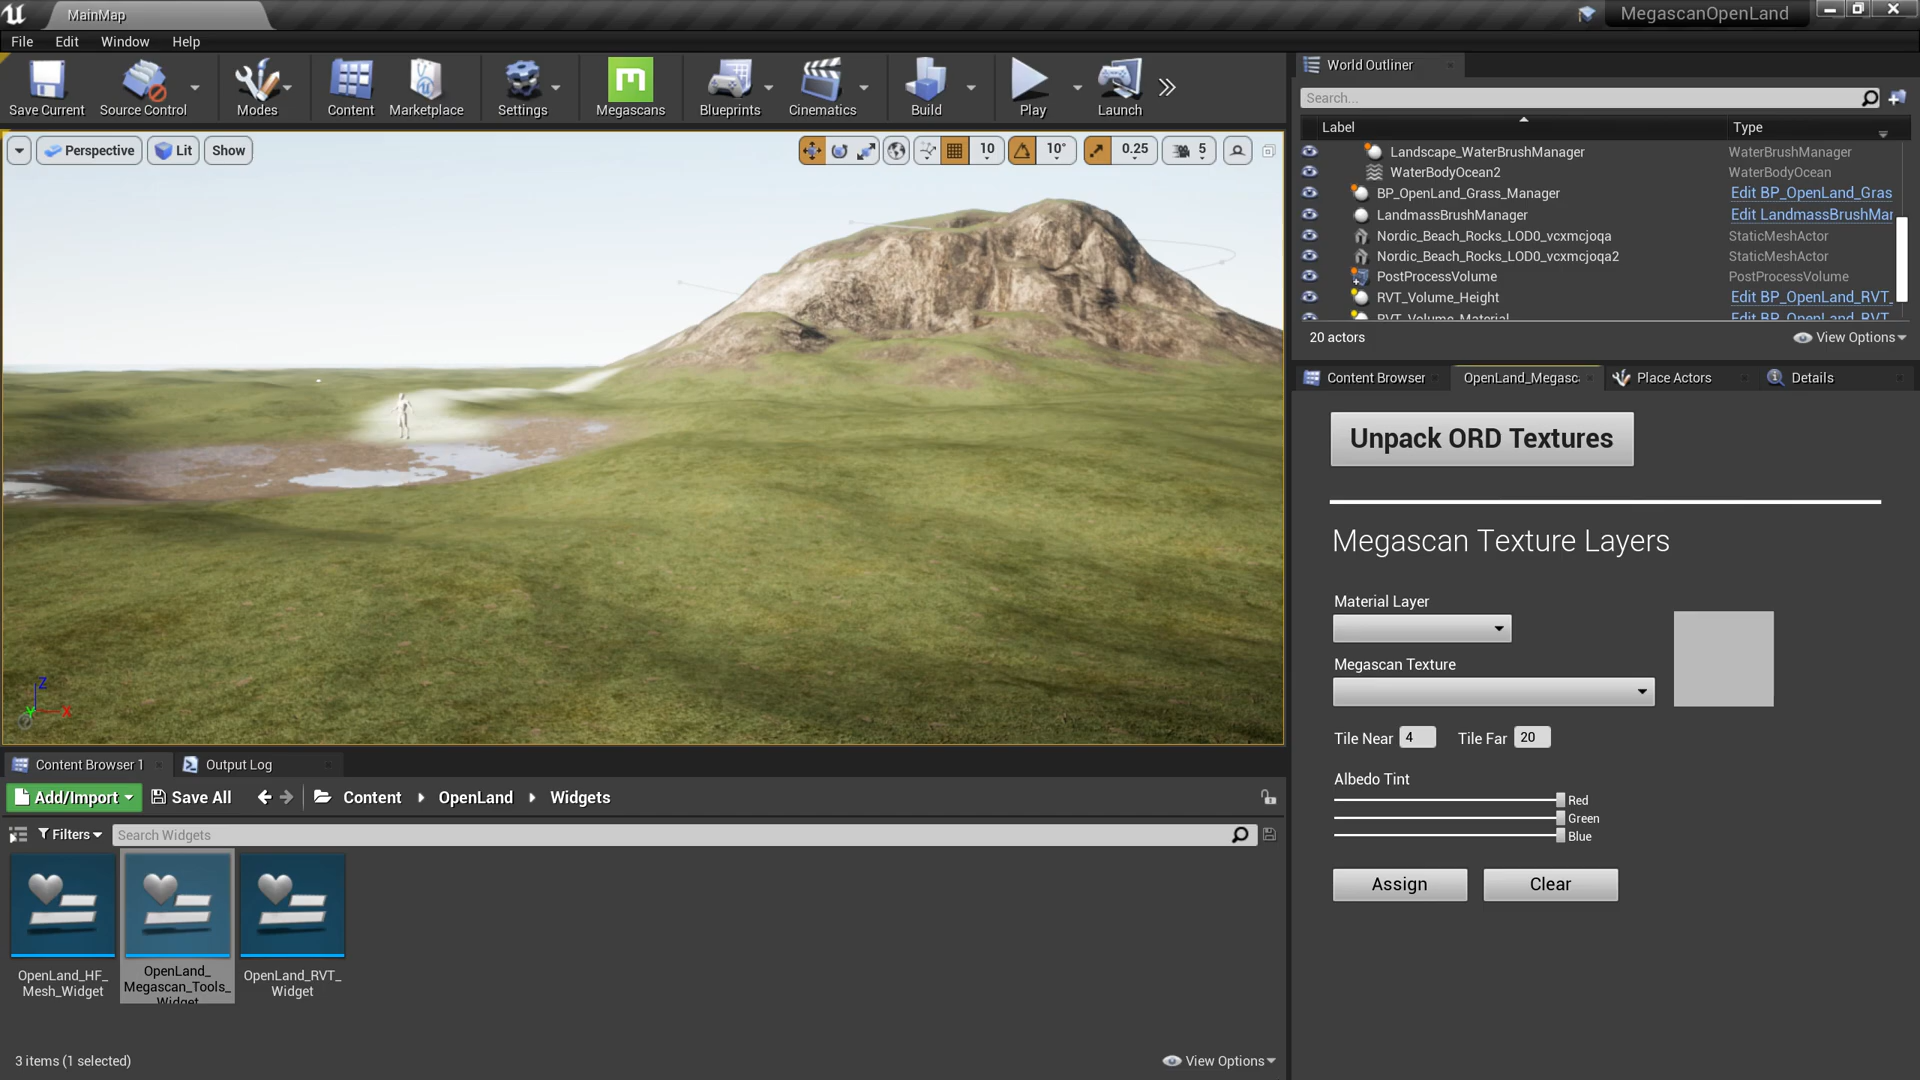 MainMap
MegascanOpenLand
File Edit Window Help
Save Current
Source Control
Modes
Content
Marketplace
Settings
Megascans
Blueprints
Cinematics
Build
Play
Launch
World Outliner
Search...
Label Type
Perspective Lit Show
10 10° 0.25 5
Landscape_WaterBrushManager WaterBrushManager
WaterBodyOcean2 WaterBodyOcean
BP_OpenLand_Grass_Manager Edit BP_OpenLand_Gras
LandmassBrushManager Edit LandmassBrushMar
Nordic_Beach_Rocks_LOD0_vcxmcjoqa StaticMeshActor
Nordic_Beach_Rocks_LOD0_vcxmcjoqa2 StaticMeshActor
PostProcessVolume PostProcessVolume
RVT_Volume_Height Edit BP_OpenLand_RVT_
RVT_Volume_Material Edit BP_OpenLand_RVT_
20 actors View Options
Content Browser OpenLand_Megasc Place Actors Details
Unpack ORD Textures
Megascan Texture Layers
Material Layer
Megascan Texture
Tile Near 4 Tile Far 20
Albedo Tint
Red
Green
Blue
Assign Clear
Z
Y X
Content Browser 1 Output Log
Add/Import Save All Content OpenLand Widgets
Filters Search Widgets
OpenLand_HF_
Mesh_Widget
OpenLand_
Megascan_Tools_
Widget
OpenLand_RVT_
Widget
3 items (1 selected) View Options